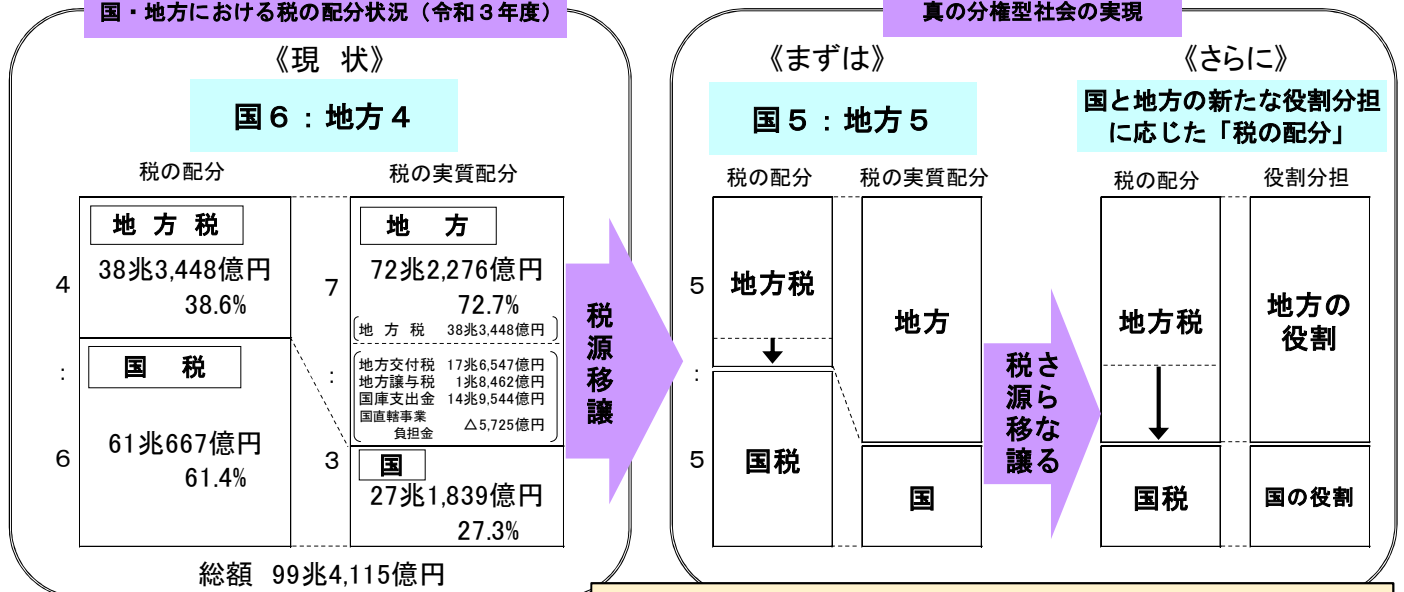 国・地方における税の配分状況（令和３年度）
《現　状》
国６：地方４
税の配分
税の実質配分
地方税
38兆3,448億円
38.6%
4
：
6
国税
61兆667億円
61.4%
地方
72兆2,276億円
72.7%
地方税　38兆3,448億円
地方交付税　17兆6,547億円
地方譲与税　1兆8,462億円
国庫支出金　14兆9,544億円
国直轄事業
負担金　△5,725億円
7
：
3
国
27兆1,839億円
27.3%
総額　99兆4,115億円
税源移譲
真の分権型社会の実現
《まずは》
国５：地方５
税の配分
税の実質配分
5
：
5
地方税
国税
地方
国
さらなる
税源移譲
《さらに》
国と地方の新たな役割分担
に応じた「税の配分」
税の配分
役割分担
地方税
国税
地方の
役割
国の役割